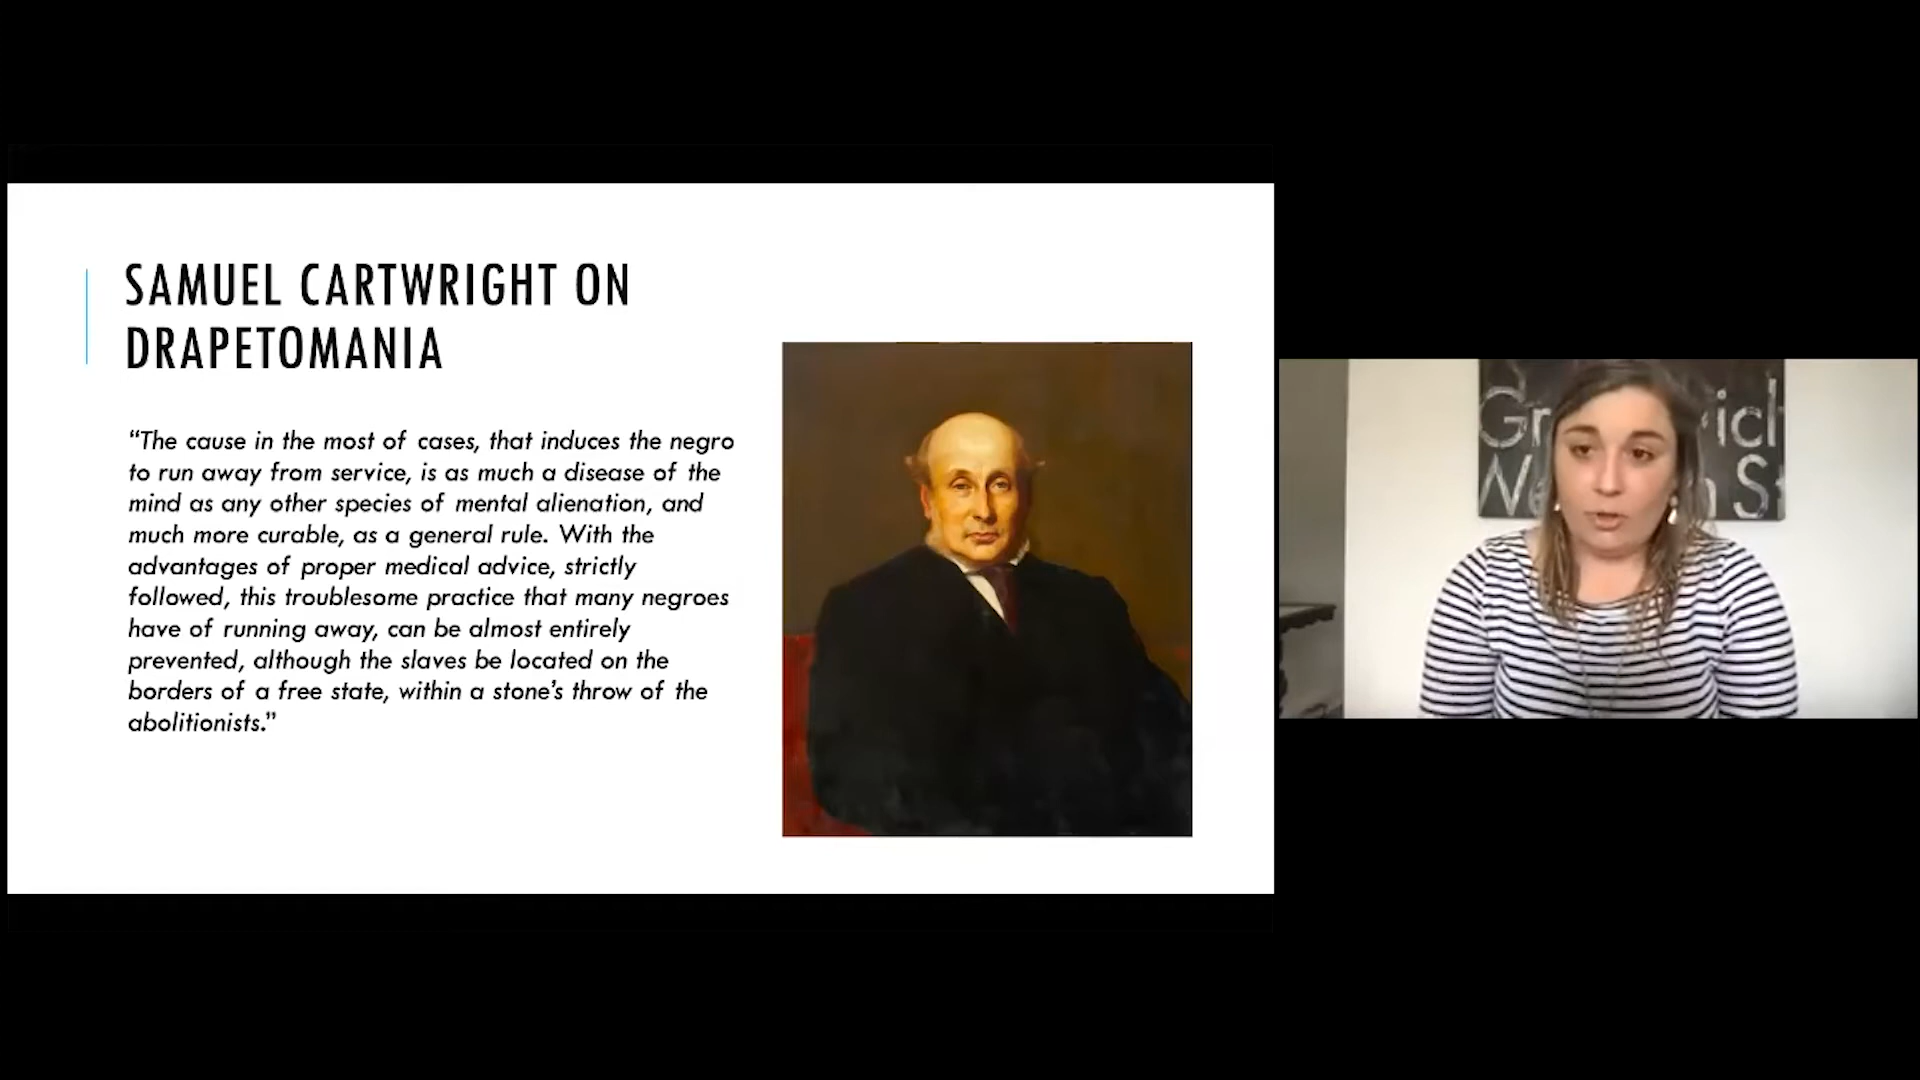 SAMUEL CARTWRIGHT ON
DRAPETOMANIA
“The cause in the most of cases, that induces the negro
to run away from service, is as much a disease of the
mind as any other species of mental alienation, and
much more curable, as a general rule. With the
advantages of proper medical advice, strictly
followed, this troublesome practice that many negroes
have of running away, can be almost entirely
prevented, although the slaves be located on the
borders of a free state, within a stone’s throw of the
abolitionists.”